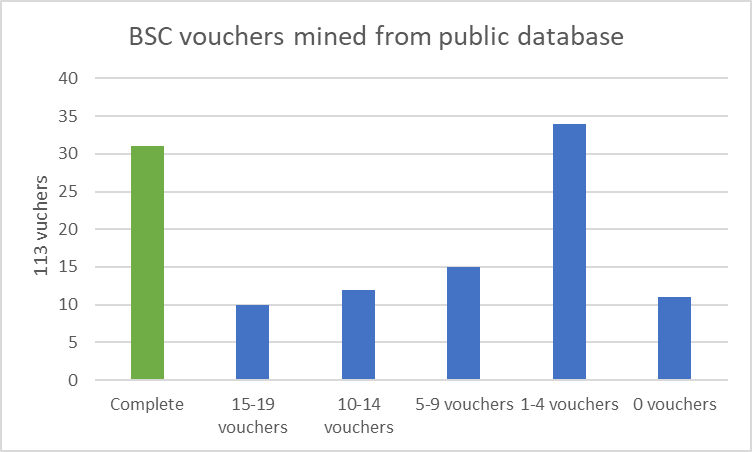 BSC vouchers mined from public database
40
35
30
25
20
15
10
5
0
113 vuchers
Complete
15-19
vouchers
10-14
vouchers
5-9 vouchers
1-4 vouchers
0 vouchers